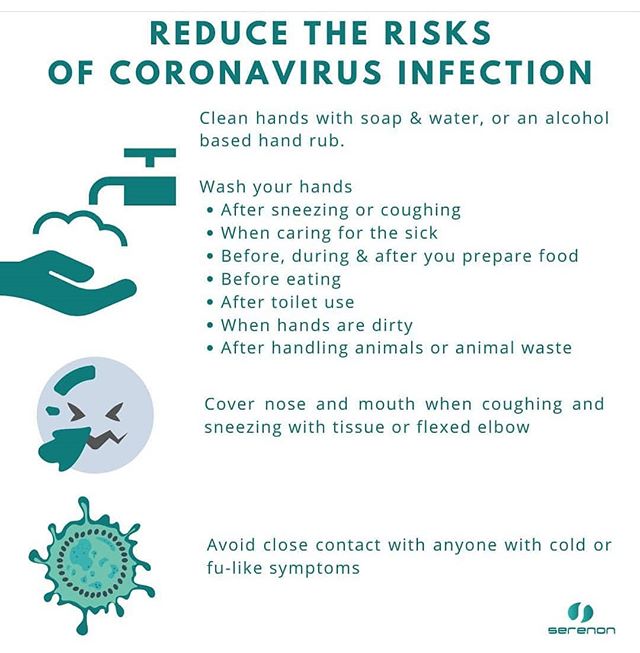 REDUCE THE RISKS
OF CORONAVIRUS INFECTION
Clean hands with soap & water, or an alcohol
based hand rub.
Wash your hands
• After sneezing or coughing
• When caring for the sick
• Before, during & after you prepare food
• Before eating
• After toilet use
• When hands are dirty
• After handling animals or animal waste
Cover nose and mouth when coughing and
sneezing with tissue or flexed elbow
Avoid close contact with anyone with cold or
fu-like symptoms
serenon